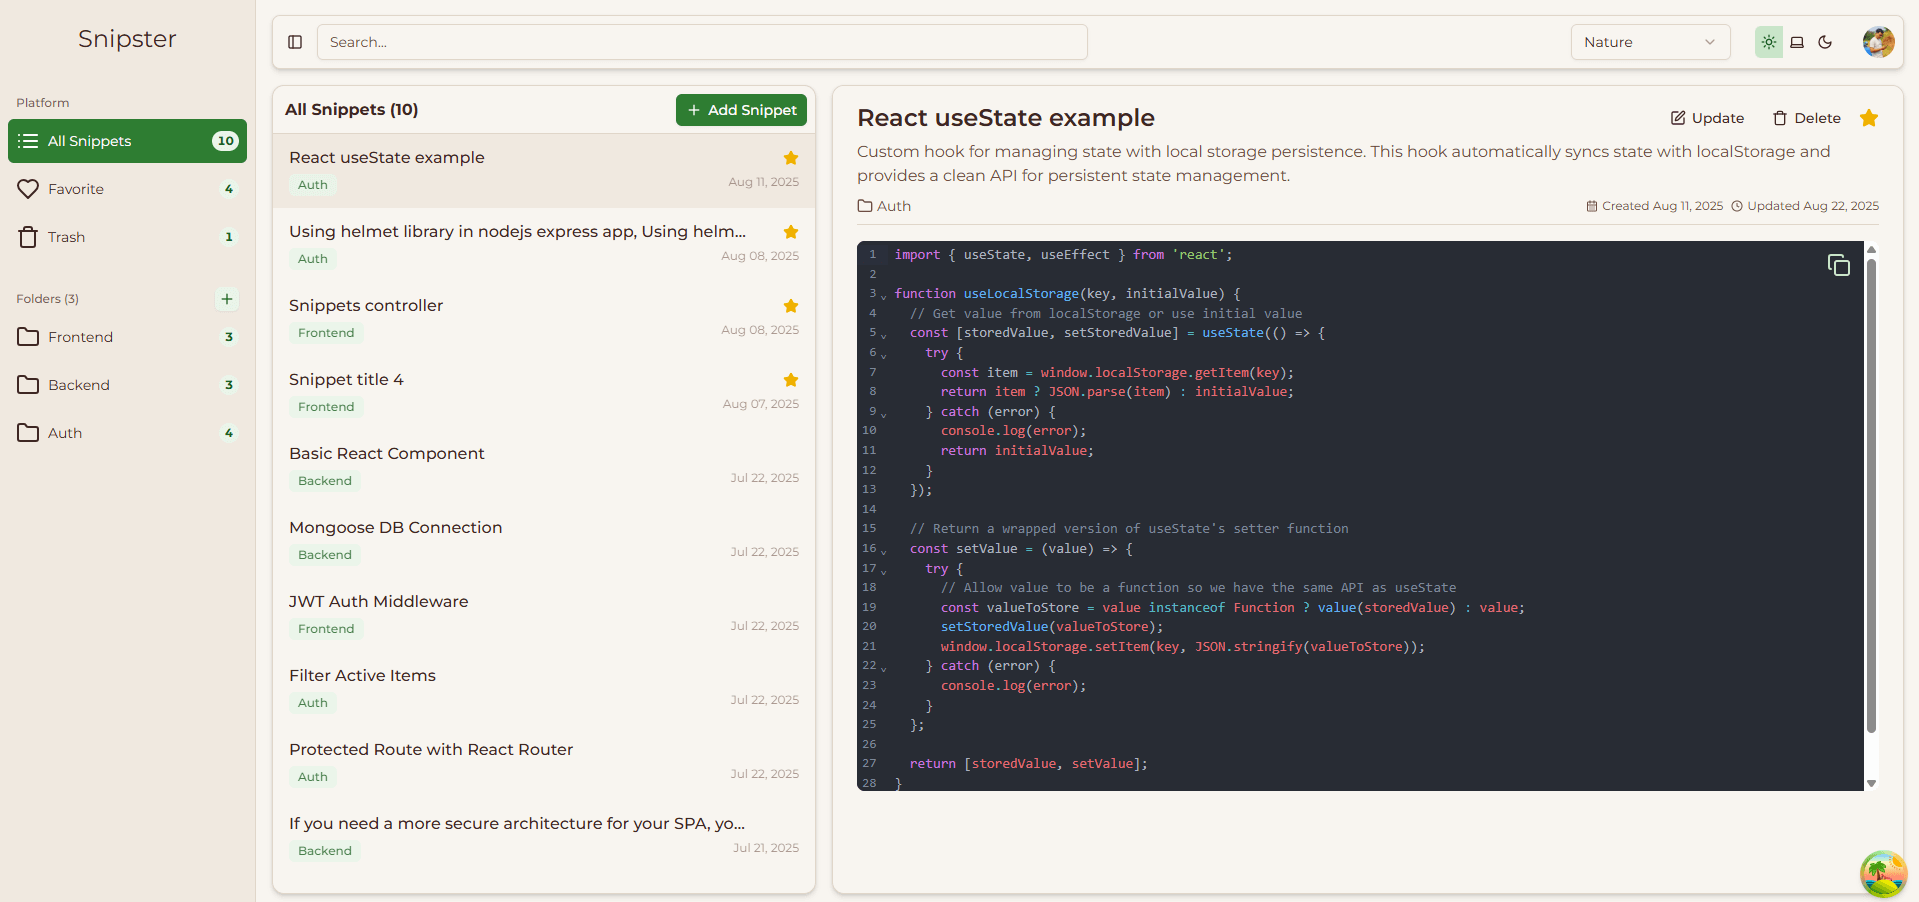 Snipster
Platform
All Snippets 10
Favorite 4
Trash 1
Folders (3)
Frontend 3
Backend 3
Auth 4
Search...
Nature
All Snippets (10)
Add Snippet
React useState example
Auth
Aug 11, 2025
Using helmet library in nodejs express app, Using helm...
Auth
Aug 08, 2025
Snippets controller
Frontend
Aug 08, 2025
Snippet title 4
Frontend
Aug 07, 2025
Basic React Component
Backend
Jul 22, 2025
Mongoose DB Connection
Backend
Jul 22, 2025
JWT Auth Middleware
Frontend
Jul 22, 2025
Filter Active Items
Auth
Jul 22, 2025
Protected Route with React Router
Auth
Jul 22, 2025
If you need a more secure architecture for your SPA, yo...
Backend
Jul 21, 2025
React useState example
Update
Delete
Custom hook for managing state with local storage persistence. This hook automatically syncs state with localStorage and
provides a clean API for persistent state management.
Auth
Created Aug 11, 2025
Updated Aug 22, 2025
1 import { useState, useEffect } from 'react';
2
3 function useLocalStorage(key, initialValue) {
4   // Get value from localStorage or use initial value
5   const [storedValue, setStoredValue] = useState(() => {
6     try {
7       const item = window.localStorage.getItem(key);
8       return item ? JSON.parse(item) : initialValue;
9     } catch (error) {
10       console.log(error);
11       return initialValue;
12     }
13   });
14
15   // Return a wrapped version of useState's setter function
16   const setValue = (value) => {
17     try {
18       // Allow value to be a function so we have the same API as useState
19       const valueToStore = value instanceof Function ? value(storedValue) : value;
20       setStoredValue(valueToStore);
21       window.localStorage.setItem(key, JSON.stringify(valueToStore));
22     } catch (error) {
23       console.log(error);
24     }
25   };
26
27   return [storedValue, setValue];
28 }